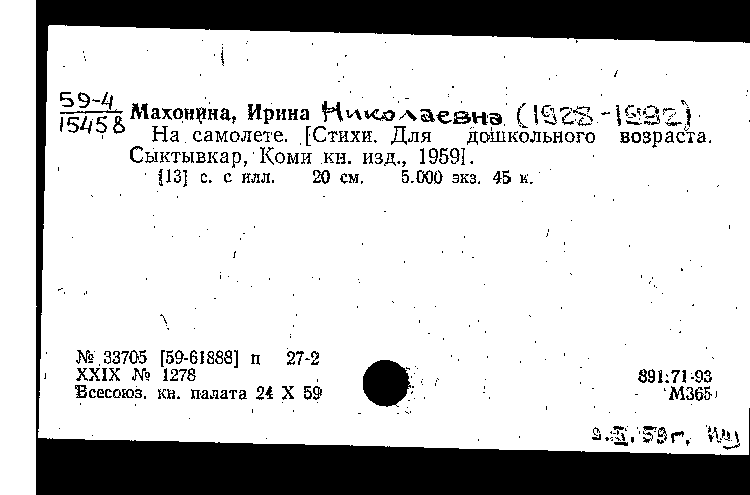 59-4
15458
Махонина, Ирина Николаевна (1928-1992)
На самолете. [Стихи. Для дошкольного возраста.
Сыктывкар, Коми кн. изд., 1959].
[13] с. с илл. 20 см. 5.000 экз. 45 к.
№ 33705 [59-61888] п 27-2
XXIX № 1278
Всесоюз. кн. палата 24 X 59
891.71-93
М365
59 г.